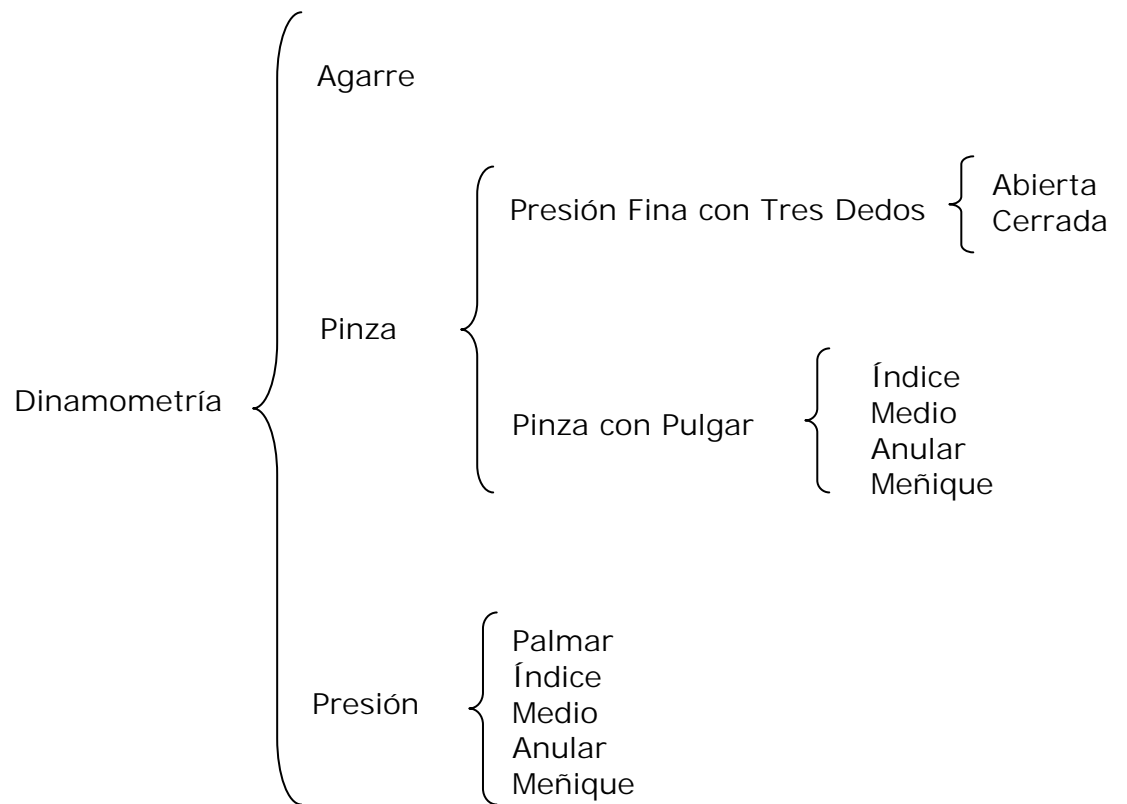 Dinamometría
Agarre
Pinza
Presión Fina con Tres Dedos
Abierta
Cerrada
Pinza con Pulgar
Índice
Medio
Anular
Meñique
Presión
Palmar
Índice
Medio
Anular
Meñique